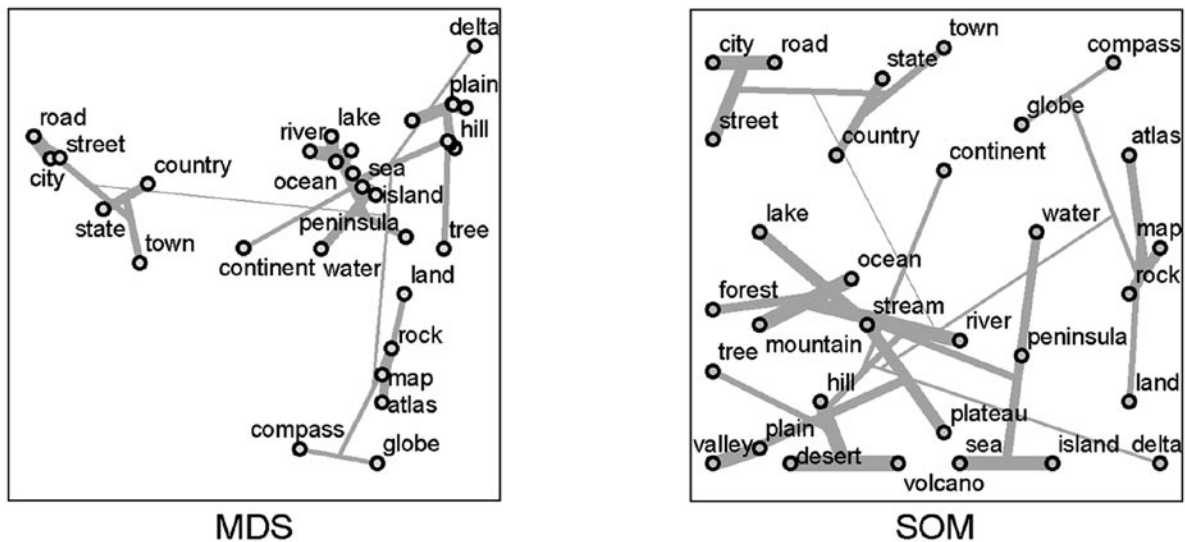 delta
plain
road
street
lake
river
hill
city
country
sea
ocean
island
state
peninsula
town
tree
continent water
land
rock
map
atlas
compass
globe
MDS
city road
town
state
compass
globe
street
country
atlas
continent
lake
water
map
ocean
forest
stream
rock
river
mountain
peninsula
tree
hill
land
plateau
plain
valley
desert
sea
island delta
volcano
SOM